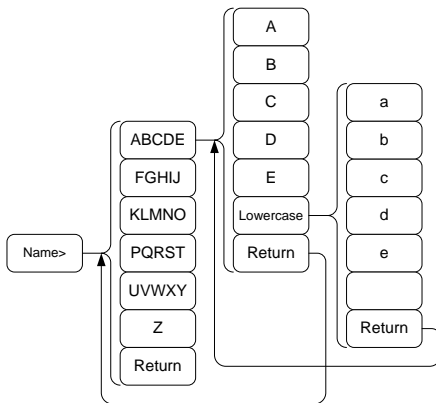 Name>
ABCDE
FGHIJ
KLMNO
PQRST
UVWXY
Z
Return
A
B
C
D
E
Lowercase
Return
a
b
c
d
e
Return